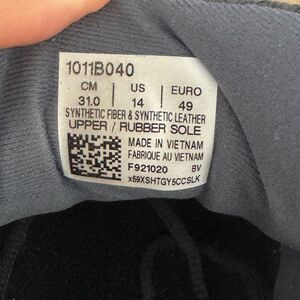 1011B040
CM US EURO
31.0 14 49
SYNTHETIC FIBER & SYNTHETIC LEATHER
UPPER / RUBBER SOLE
MADE IN VIETNAM
FABRIQUE AU VIETNAM
F921020 BV
x59XSHTGY5CCSLK